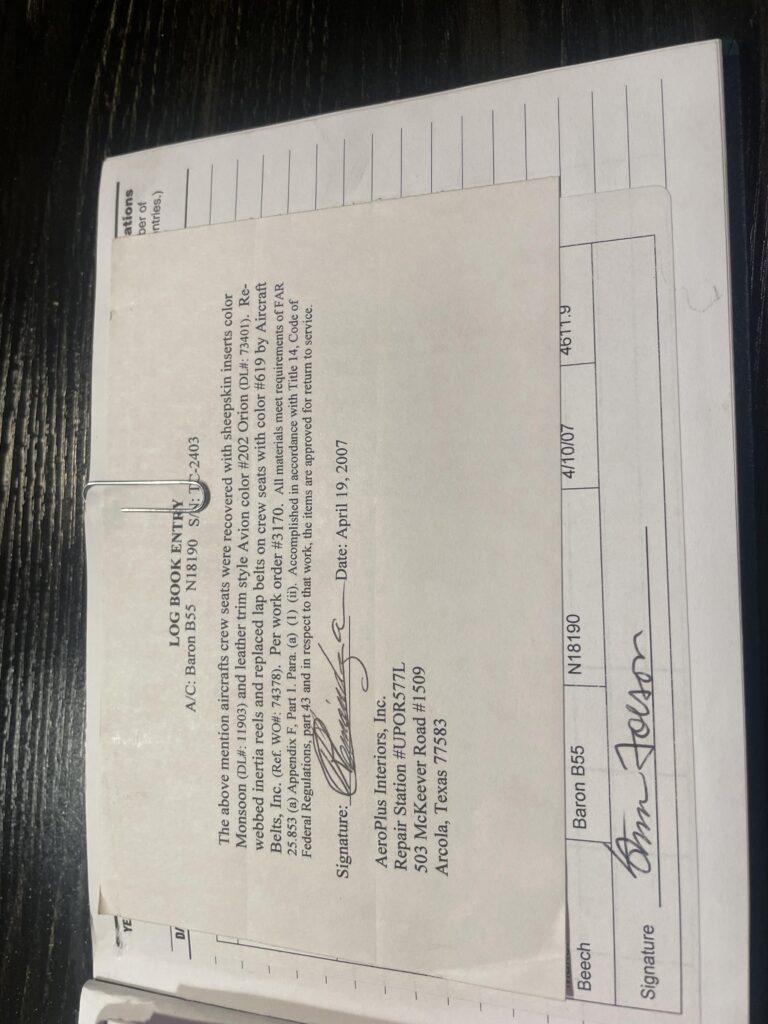 ations
ber of
ntries.)
LOG BOOK ENTRY
A/C: Baron B55 N18190 S/N: TC-2403
The above mention aircrafts crew seats were recovered with sheepskin inserts color
Monsoon (DL#: 11903) and leather trim style Avion color #202 Orion (DL#: 73401). Re-
webbed inertia reels and replaced lap belts on crew seats with color #619 by Aircraft
Belts, Inc. (Ref. WO#: 74378). Per work order #3170. All materials meet requirements of FAR
25.853 (a) Appendix F, Part I. Para. (a) (1) (ii). Accomplished in accordance with Title 14, Code of
Federal Regulations, part 43 and in respect to that work, the items are approved for return to service.
Signature: Date: April 19, 2007
AeroPlus Interiors, Inc.
Repair Station #UPOR577L
503 McKeever Road #1509
Arcola, Texas 77583
YE
DA
Beech Baron B55 N18190 4/10/07 4611.9
Signature